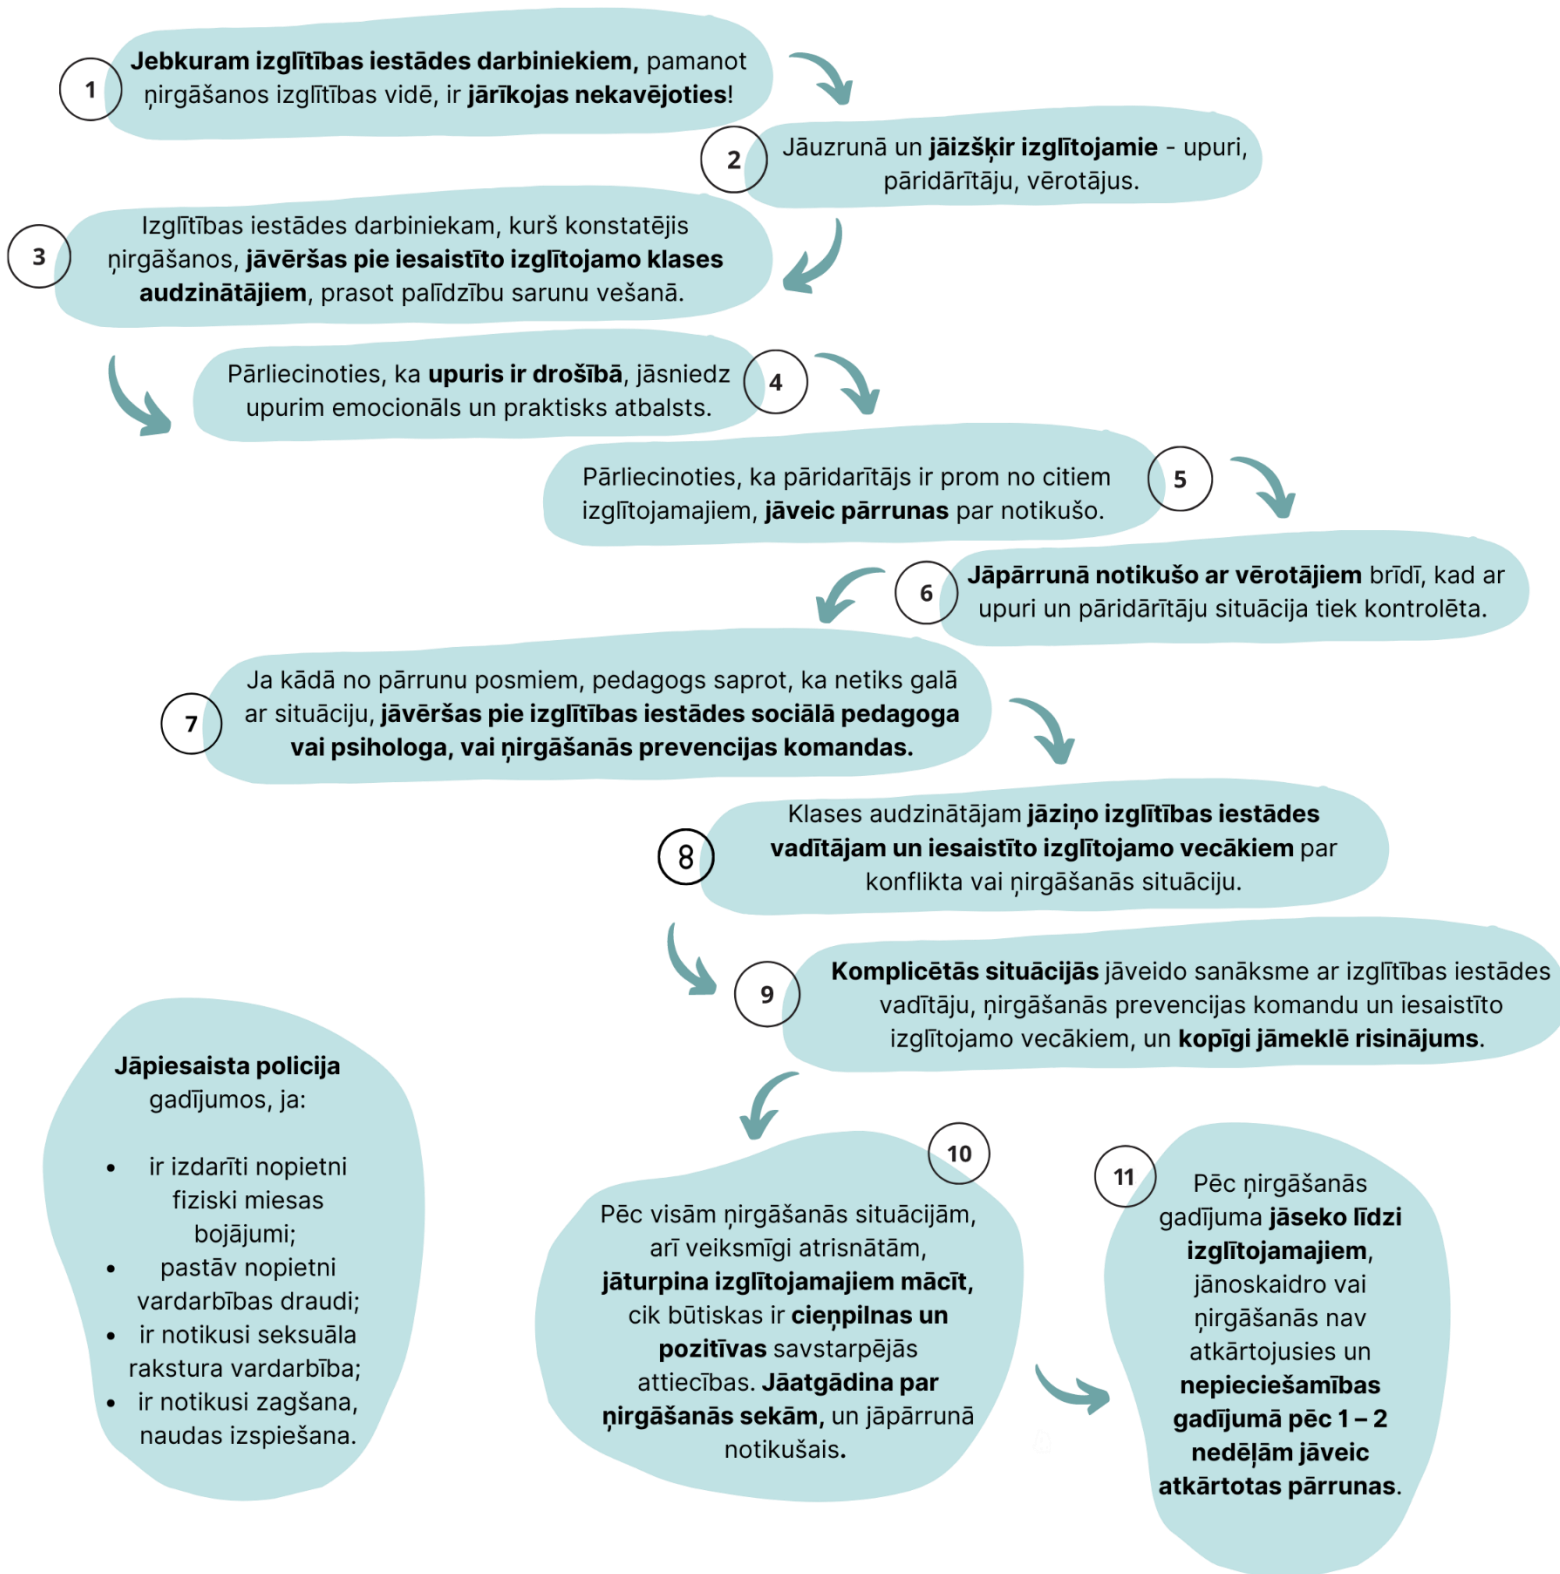 1
Jebkuram izglītības iestādes darbiniekiem, pamanot
ņirgāšanos izglītības vidē, ir jārīkojas nekavējoties!
2
Jāuzrunā un jāizšķir izglītojamie - upuri,
pāridārītāju, vērotājus.
3
Izglītības iestādes darbiniekam, kurš konstatējis
ņirgāšanos, jāvēršas pie iesaistīto izglītojamo klases
audzinātājiem, prasot palīdzību sarunu vešanā.
4
Pārliecinoties, ka upuris ir drošībā, jāsniedz
upurim emocionāls un praktisks atbalsts.
5
Pārliecinoties, ka pāridarītājs ir prom no citiem
izglītojamajiem, jāveic pārrunas par notikušo.
6
Jāpārrunā notikušo ar vērotājiem brīdī, kad ar
upuri un pāridārītāju situācija tiek kontrolēta.
7
Ja kādā no pārrunu posmiem, pedagogs saprot, ka netiks galā
ar situāciju, jāvēršas pie izglītības iestādes sociālā pedagoga
vai psihologa, vai ņirgāšanās prevencijas komandas.
8
Klases audzinātājam jāziņo izglītības iestādes
vadītājam un iesaistīto izglītojamo vecākiem par
konflikta vai ņirgāšanās situāciju.
9
Komplicētās situācijās jāveido sanāksme ar izglītības iestādes
vadītāju, ņirgāšanās prevencijas komandu un iesaistīto
izglītojamo vecākiem, un kopīgi jāmeklē risinājums.
Jāpiesaista policija
gadījumos, ja:
• ir izdarīti nopietni
fiziski miesas
bojājumi;
• pastāv nopietni
vardarbības draudi;
• ir notikusi seksuāla
rakstura vardarbība;
• ir notikusi zagšana,
naudas izspiešana.
10
Pēc visām ņirgāšanās situācijām,
arī veiksmīgi atrisnātām,
jāturpina izglītojamajiem mācīt,
cik būtiskas ir cieņpilnas un
pozitīvas savstarpējās
attiecības. Jāatgādina par
ņirgāšanās sekām, un jāpārrunā
notikušais.
11
Pēc ņirgāšanās
gadījuma jāseko līdzi
izglītojamajiem,
jānoskaidro vai
ņirgāšanās nav
atkārtojusies un
nepieciešamības
gadījumā pēc 1 – 2
nedēļām jāveic
atkārtotas pārrunas.